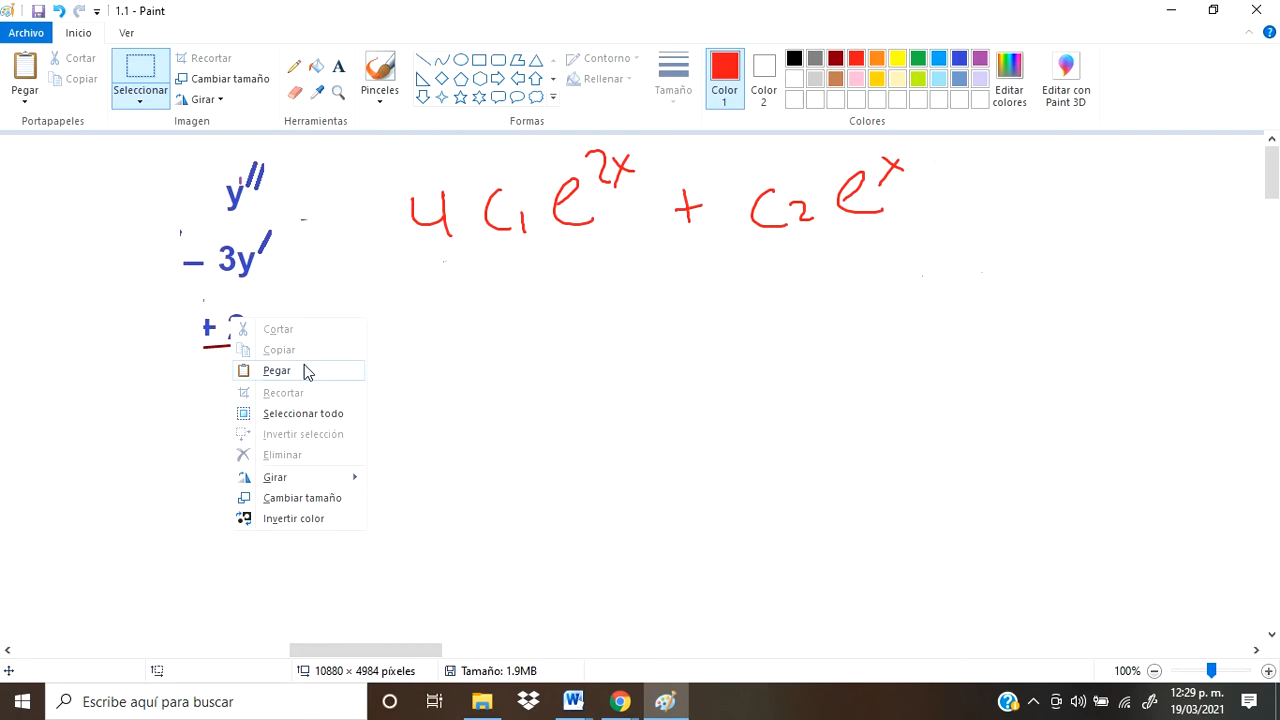 1.1 - Paint
Archivo Inicio Ver
Pegar
Cortar
Copiar
Portapapeles
Seleccionar
Recortar
Cambiar tamaño
Girar
Imagen
A
Herramientas
Pinceles
Contorno
Rellenar
Formas
Tamaño
Color 1
Color 2
Editar colores
Editar con Paint 3D
Colores
y′′
4 C1 e^2x + C2 e^x
– 3y′
+ 2
Cortar
Copiar
Pegar
Recortar
Seleccionar todo
Invertir selección
Eliminar
Girar
Cambiar tamaño
Invertir color
10880 × 4984 píxeles
Tamaño: 1.9MB
100%
Escribe aquí para buscar
12:29 p. m.
19/03/2021